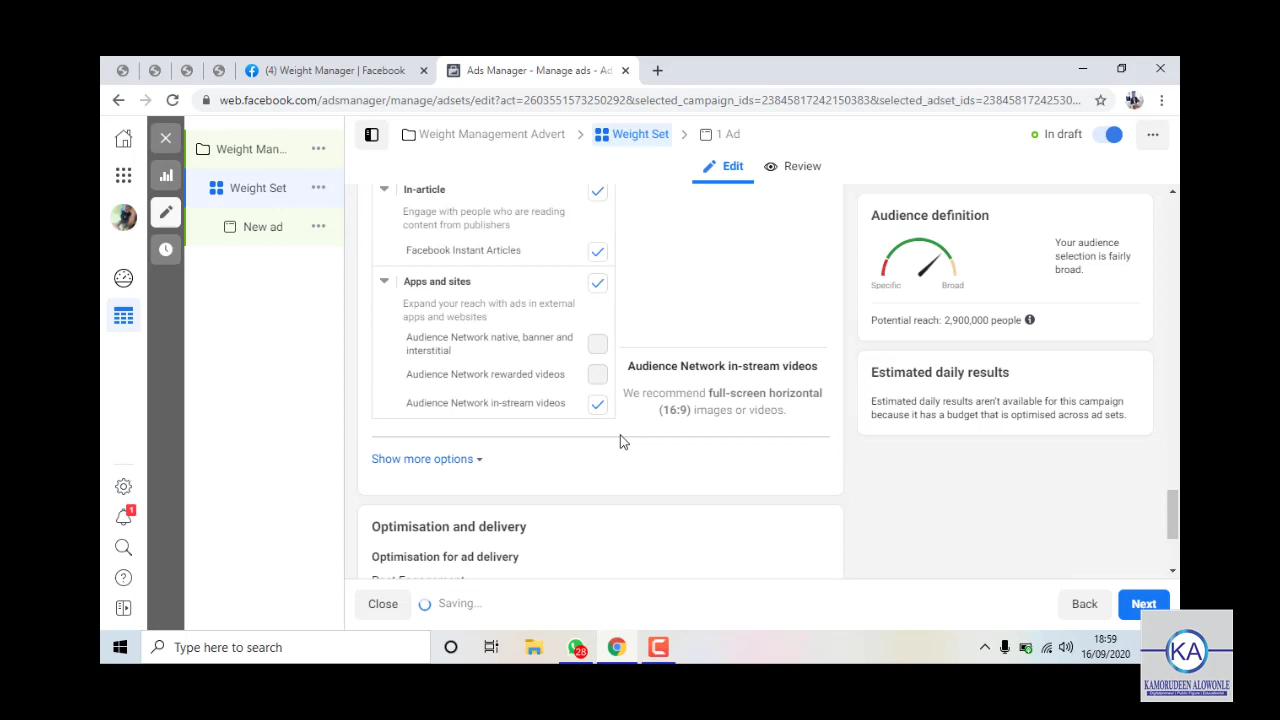 (4) Weight Manager | Facebook
Ads Manager - Manage ads - Ad
web.facebook.com/adsmanager/manage/adsets/edit?act=2603551573250292&selected_campaign_ids=23845817242150383&selected_adset_ids=23845817242530...
Weight Man...
Weight Set
New ad
Weight Management Advert
Weight Set
1 Ad
In draft
Edit
Review
In-article
Engage with people who are reading
content from publishers
Facebook Instant Articles
Apps and sites
Expand your reach with ads in external
apps and websites
Audience Network native, banner and
interstitial
Audience Network rewarded videos
Audience Network in-stream videos
Audience Network in-stream videos
We recommend full-screen horizontal
(16:9) images or videos.
Show more options
Optimisation and delivery
Optimisation for ad delivery
Audience definition
Specific
Broad
Your audience
selection is fairly
broad.
Potential reach: 2,900,000 people
Estimated daily results
Estimated daily results aren't available for this campaign
because it has a budget that is optimised across ad sets.
1
Close
Saving...
Back
Next
Type here to search
28
18:59
16/09/2020
KA
KAMORUDEEN ALOWONLE